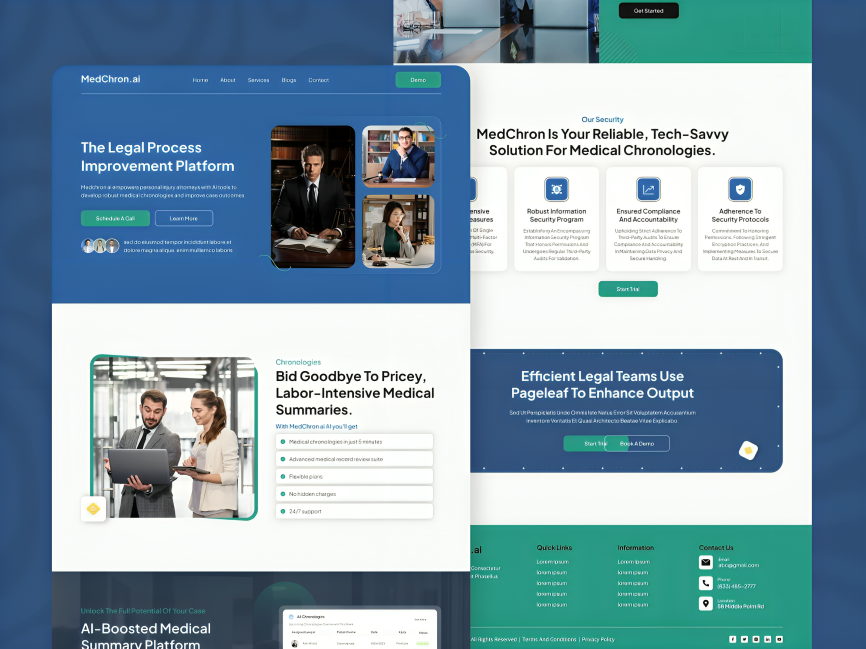 MedChron.ai
Home About Services Blogs Contact
Demo
The Legal Process
Improvement Platform
Medchron ai empowers personal injury attorneys with AI tools to
develop robust medical chronologies and improve case outcomes
Schedule A Call
Learn More
sed do eiusmod tempor incididunt labore et
dolore magna aliqua. enim mullamco laboris
Chronologies
Bid Goodbye To Pricey,
Labor-Intensive Medical
Summaries.
With MedChron ai AI you'll get
Medical chronologies in just 5 minutes
Advanced medical record review suite
Flexible plans
No hidden charges
24/7 support
Unlock The Full Potential Of Your Case
AI-Boosted Medical
Summary Platform
AI Chronologies
Get Started
Our Security
MedChron Is Your Reliable, Tech-Savvy
Solution For Medical Chronologies.
Robust Information
Security Program
Establishing An Encompassing
Information Security Program
That Honors Permissions And
Undergoes Regular Third-Party
Audits For Validation.
Ensured Compliance
And Accountability
Upholding Strict Adherence To
Third-Party Audits To Ensure
Compliance And Accountability
In Maintaining Data Privacy And
Secure Handling.
Adherence To
Security Protocols
Commitment To Honoring
Permissions, Following Stringent
Encryption Practices, And
Implementing Measures To Secure
Data At Rest And In Transit.
Start Trial
Efficient Legal Teams Use
Pageleaf To Enhance Output
Sed Ut Perspiciatis Unde Omnis Iste Natus Error Sit Voluptatem Accusantium
Inventore Veritatis Et Quasi Architecto Beatae Vitae Explicabo.
Start Trial
Book A Demo
.ai
Consectetur
t Phasellus
Quick Links
lorem Ipsum
lorem Ipsum
lorem Ipsum
lorem Ipsum
lorem Ipsum
Information
Lorem Ipsum
lorem Ipsum
lorem Ipsum
lorem Ipsum
lorem Ipsum
Contact Us
Email
abc@gmail.com
Phone
(833) 465-2777
Location
88 Middle Point Rd
All Rights Reserved | Terms And Conditions | Privacy Policy